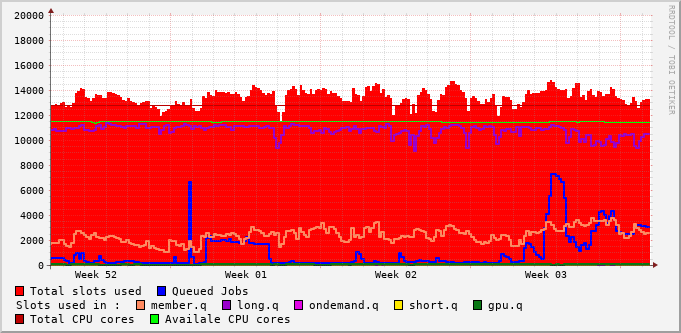 20000
18000
16000
14000
12000
10000
8000
6000
4000
2000
0
Week 52 Week 01 Week 02 Week 03
Total slots used Queued Jobs
Slots used in : member.q long.q ondemand.q short.q gpu.q
Total CPU cores Availale CPU cores
RRDTOOL / TOBI OETIKER